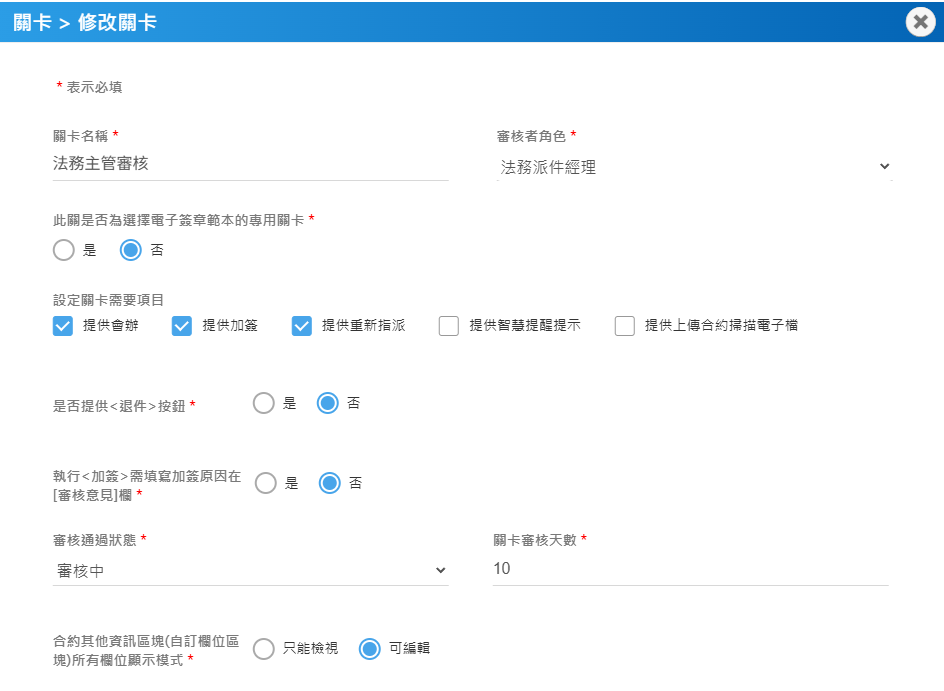 關卡 > 修改關卡
* 表示必填
關卡名稱 *
審核者角色 *
法務主管審核
法務派件經理
此關是否為選擇電子簽章範本的專用關卡 *
是 否
設定關卡需要項目
提供會辦 提供加簽 提供重新指派 提供智慧提醒提示 提供上傳合約掃描電子檔
是否提供<退件>按鈕 * 是 否
執行<加簽>需填寫加簽原因在
[審核意見]欄 *
是 否
審核通過狀態 *
關卡審核天數 *
審核中
10
合約其他資訊區塊(自訂欄位區
塊)所有欄位顯示模式 *
只能檢視 可編輯